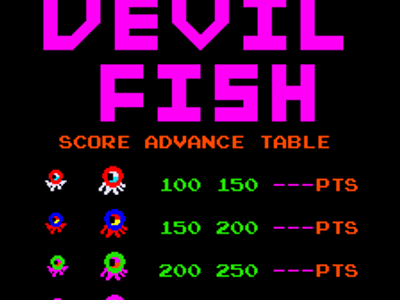 DEVIL
FISH
SCORE ADVANCE TABLE
100 150 ---PTS
150 200 ---PTS
200 250 ---PTS